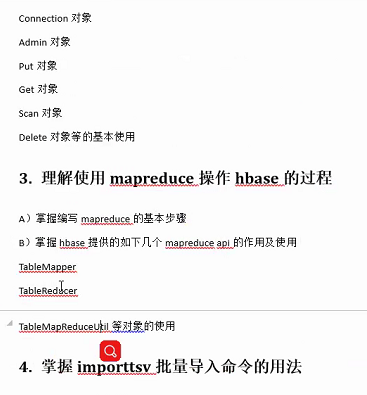 Connection 对象
Admin 对象
Put 对象
Get 对象
Scan 对象
Delete 对象等的基本使用
3. 理解使用 mapreduce 操作 hbase 的过程
A）掌握编写 mapreduce 的基本步骤
B）掌握 hbase 提供的如下几个 mapreduce api 的作用及使用
TableMapper
TableReducer
TableMapReduceUtil 等对象的使用
4. 掌握 importtsv 批量导入命令的用法